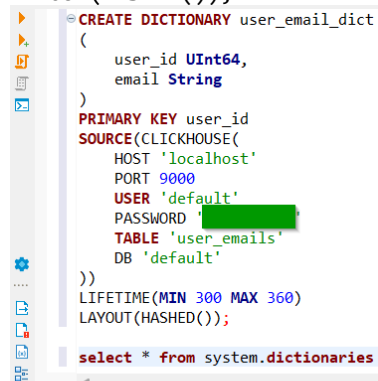 CREATE DICTIONARY user_email_dict
(
    user_id UInt64,
    email String
)
PRIMARY KEY user_id
SOURCE(CLICKHOUSE(
    HOST 'localhost'
    PORT 9000
    USER 'default'
    PASSWORD ' '
    TABLE 'user_emails'
    DB 'default'
))
LIFETIME(MIN 300 MAX 360)
LAYOUT(HASHED());
select * from system.dictionaries